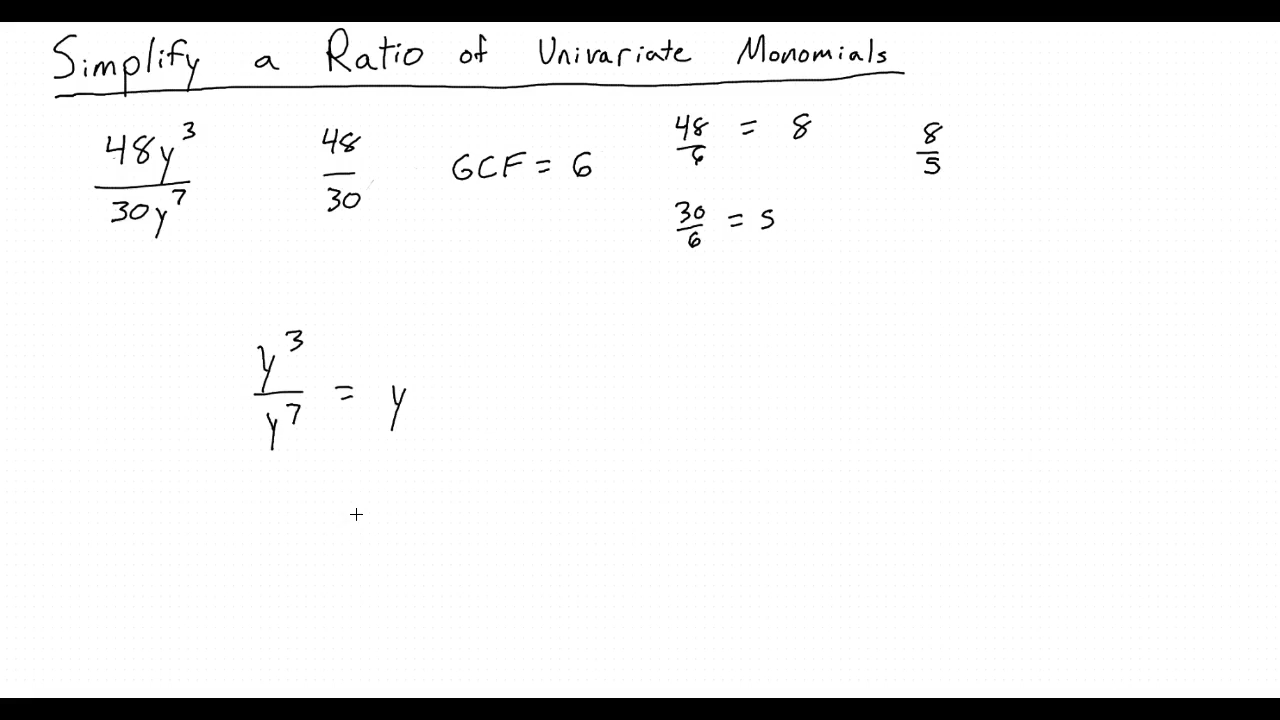 Simplify a Ratio of Univariate Monomials
48y³/30y⁷
48/30
GCF = 6
48/6 = 8
30/6 = 5
8/5
y³/y⁷ = y